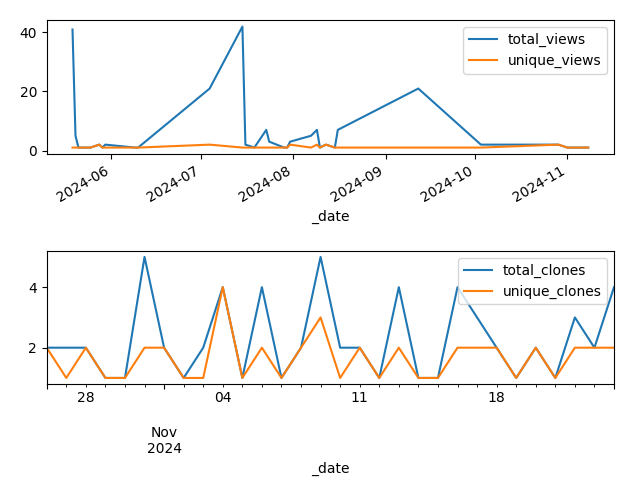 40
20
0
total_views
unique_views
2024-06
2024-07
2024-08
2024-09
2024-10
2024-11
_date
4
2
total_clones
unique_clones
28
04
11
18
Nov
2024
_date